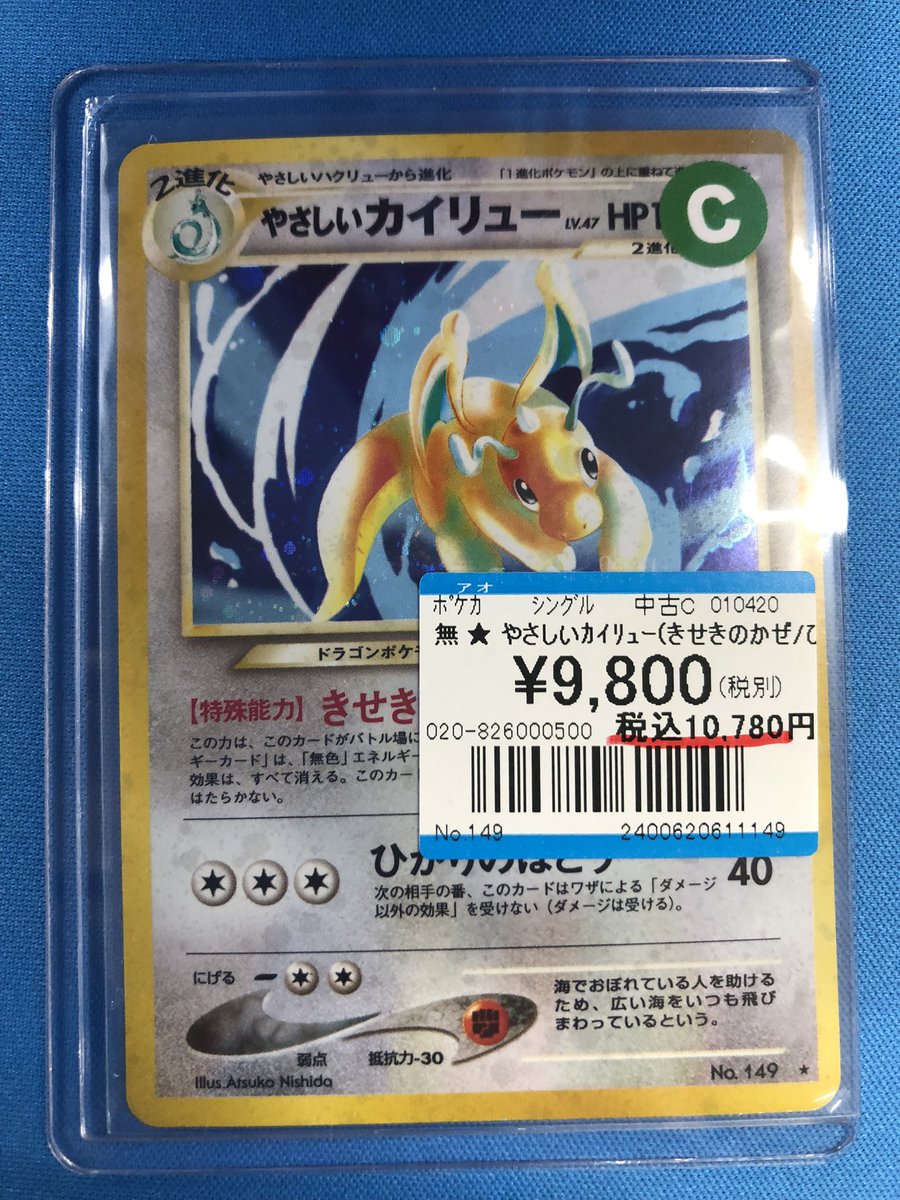 2進化
やさしいハクリューから進化
「1進化ポケモン」の上に重ねて
やさしいカイリュー LV.47 HP1
C
2進化
ドラゴンポケモ
アオ
ポケカ シングル 中古C 010420
無 ★ やさしいカイリュー(きせきのかぜ/ひ
¥9,800(税別)
020-826000500 税込10,780円
No.149 2400620611149
【特殊能力】きせき
この力は、このカードがバトル場に
ギーカード」は、「無色」エネルギー
効果は、すべて消える。このカー
はたらかない。
ひかりのはどう 40
次の相手の番、このカードはワザによる「ダメージ
以外の効果」を受けない(ダメージは受ける)。
にげる
弱点 抵抗力-30
海でおぼれている人を助ける
ため、広い海をいつも飛び
まわっているという。
Illus.Atsuko Nishida
No. 149 ★